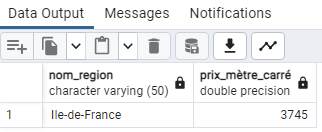 Data Output Messages Notifications
nom_region prix_mètre_carré
character varying (50) double precision
1 Ile-de-France 3745